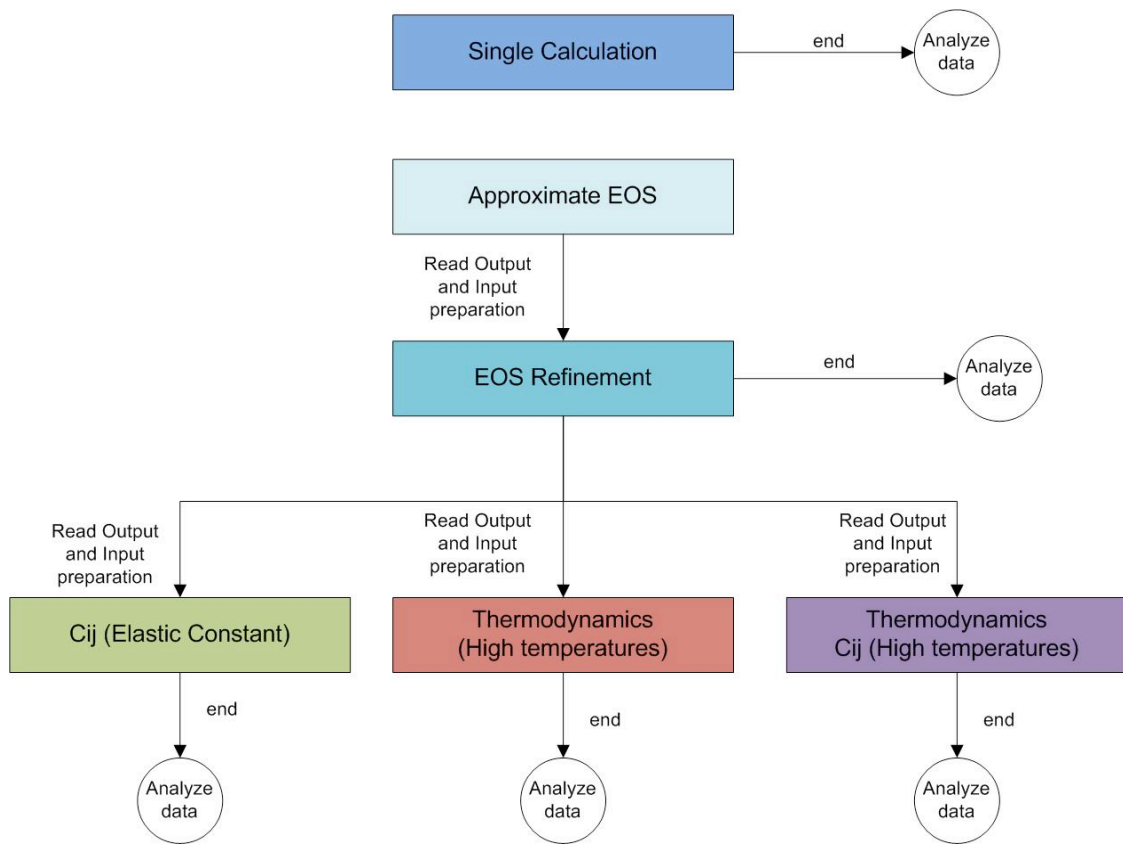 Single Calculation
end
Analyze
data
Approximate EOS
Read Output
and Input
preparation
EOS Refinement
end
Analyze
data
Read Output
and Input
preparation
Read Output
and Input
preparation
Read Output
and Input
preparation
Cij (Elastic Constant)
Thermodynamics
(High temperatures)
Thermodynamics
Cij (High temperatures)
end
end
end
Analyze
data
Analyze
data
Analyze
data